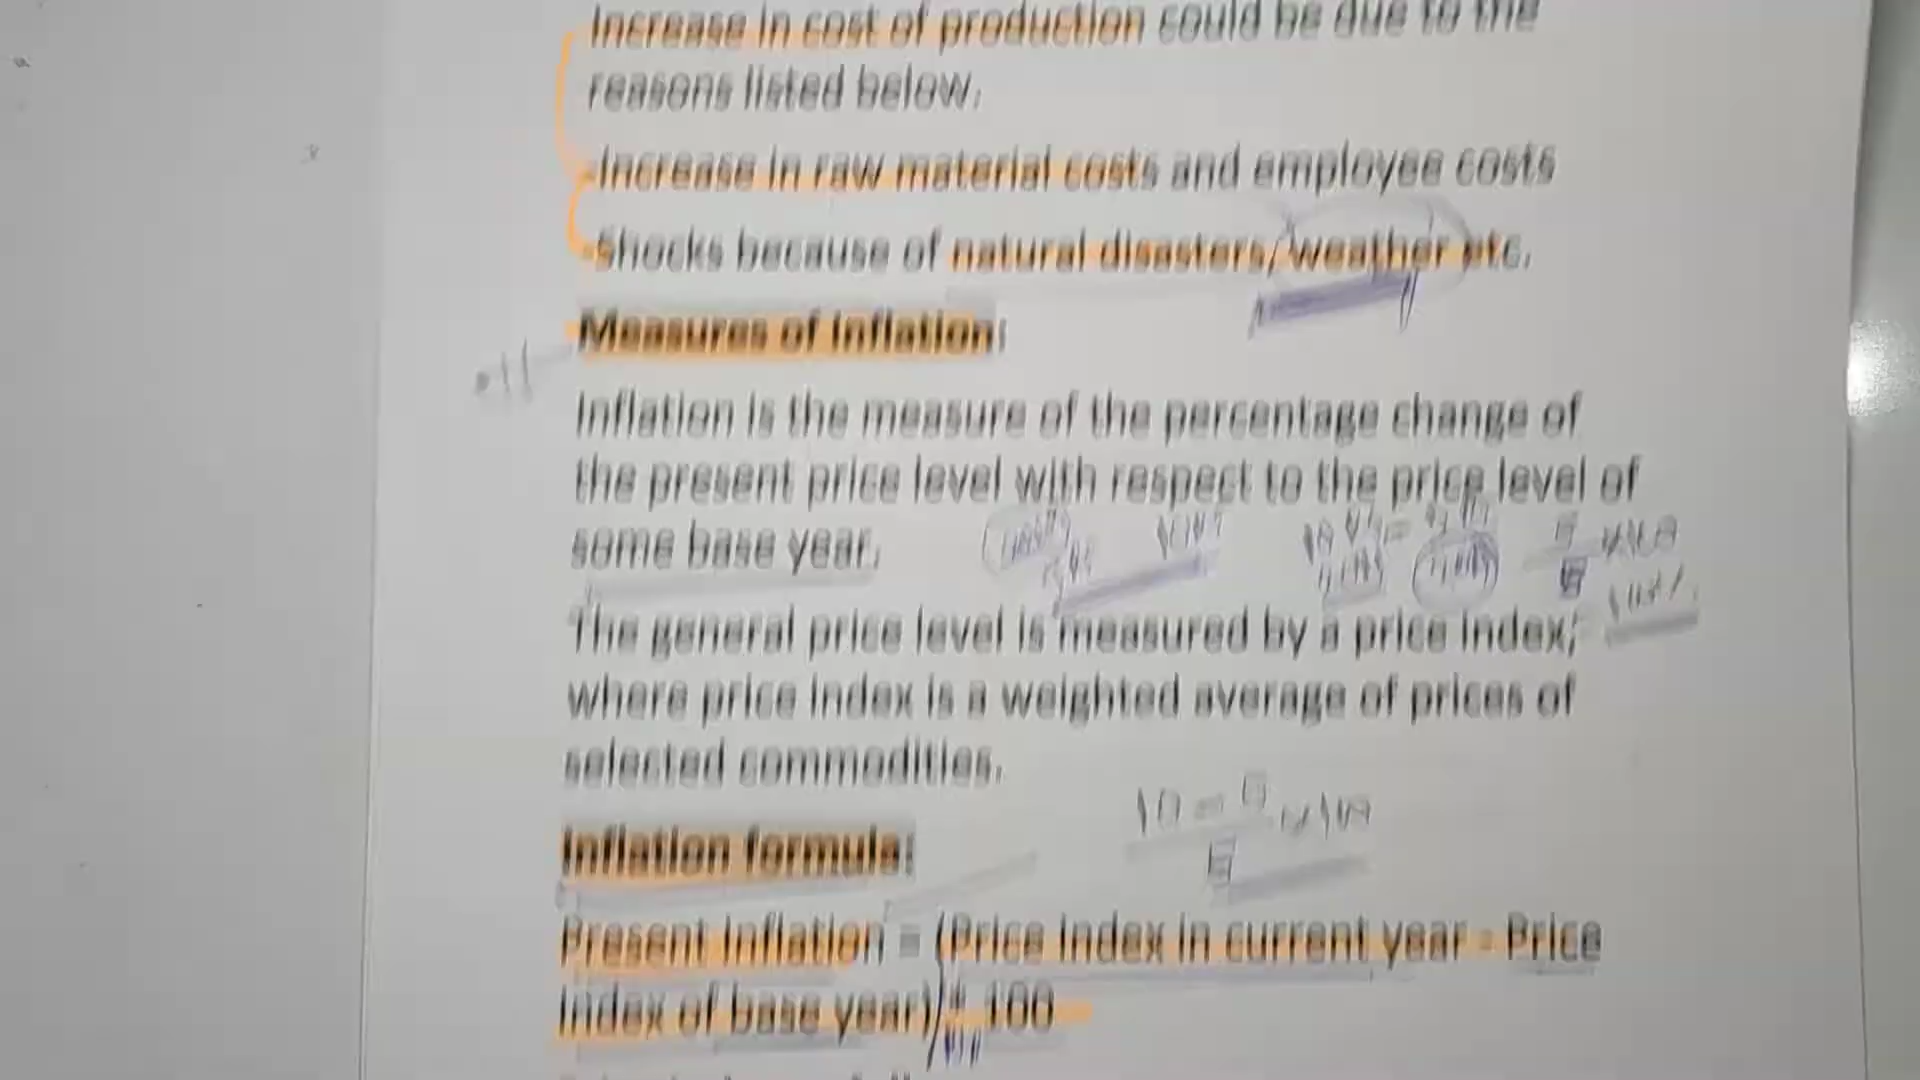 Increase in cost of production could be due to the
reasons listed below.
-Increase in raw material costs and employee costs
-Shocks because of natural disasters, weather etc.
Measures of Inflation:
Inflation is the measure of the percentage change of
the present price level with respect to the price level of
some base year.
The general price level is measured by a price index;
where price index is a weighted average of prices of
selected commodities.
Inflation formula:
Present inflation = (Price index in current year - Price
index of base year) * 100